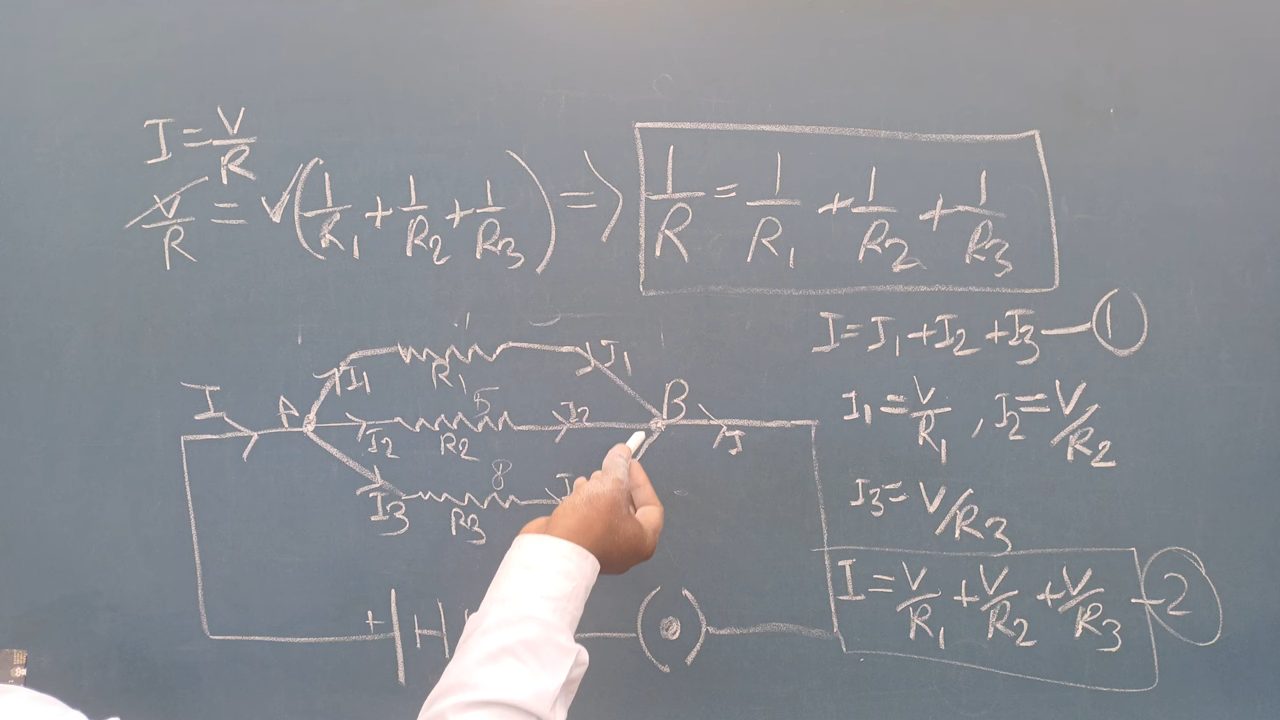 I = V/R
V/R = V(1/R1 + 1/R2 + 1/R3) =>
1/R = 1/R1 + 1/R2 + 1/R3
I = I1 + I2 + I3 — 1
I1 = V/R1 , I2 = V/R2
I3 = V/R3
I = V/R1 + V/R2 + V/R3 — 2
I1 R1 I1
I A I2 5 R2 I2 B I
I3 8 R3 I
+